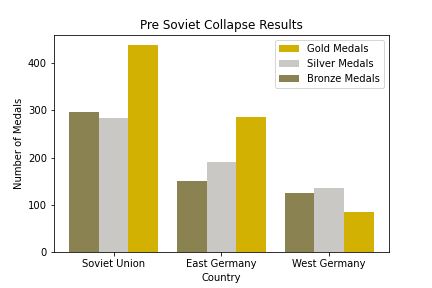 Pre Soviet Collapse Results
Gold Medals
Silver Medals
Bronze Medals
Number of Medals
400
300
200
100
0
Soviet Union
East Germany
West Germany
Country